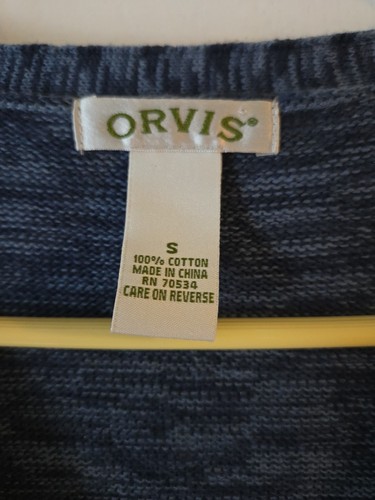 ORVIS®
S
100% COTTON
MADE IN CHINA
RN 70534
CARE ON REVERSE